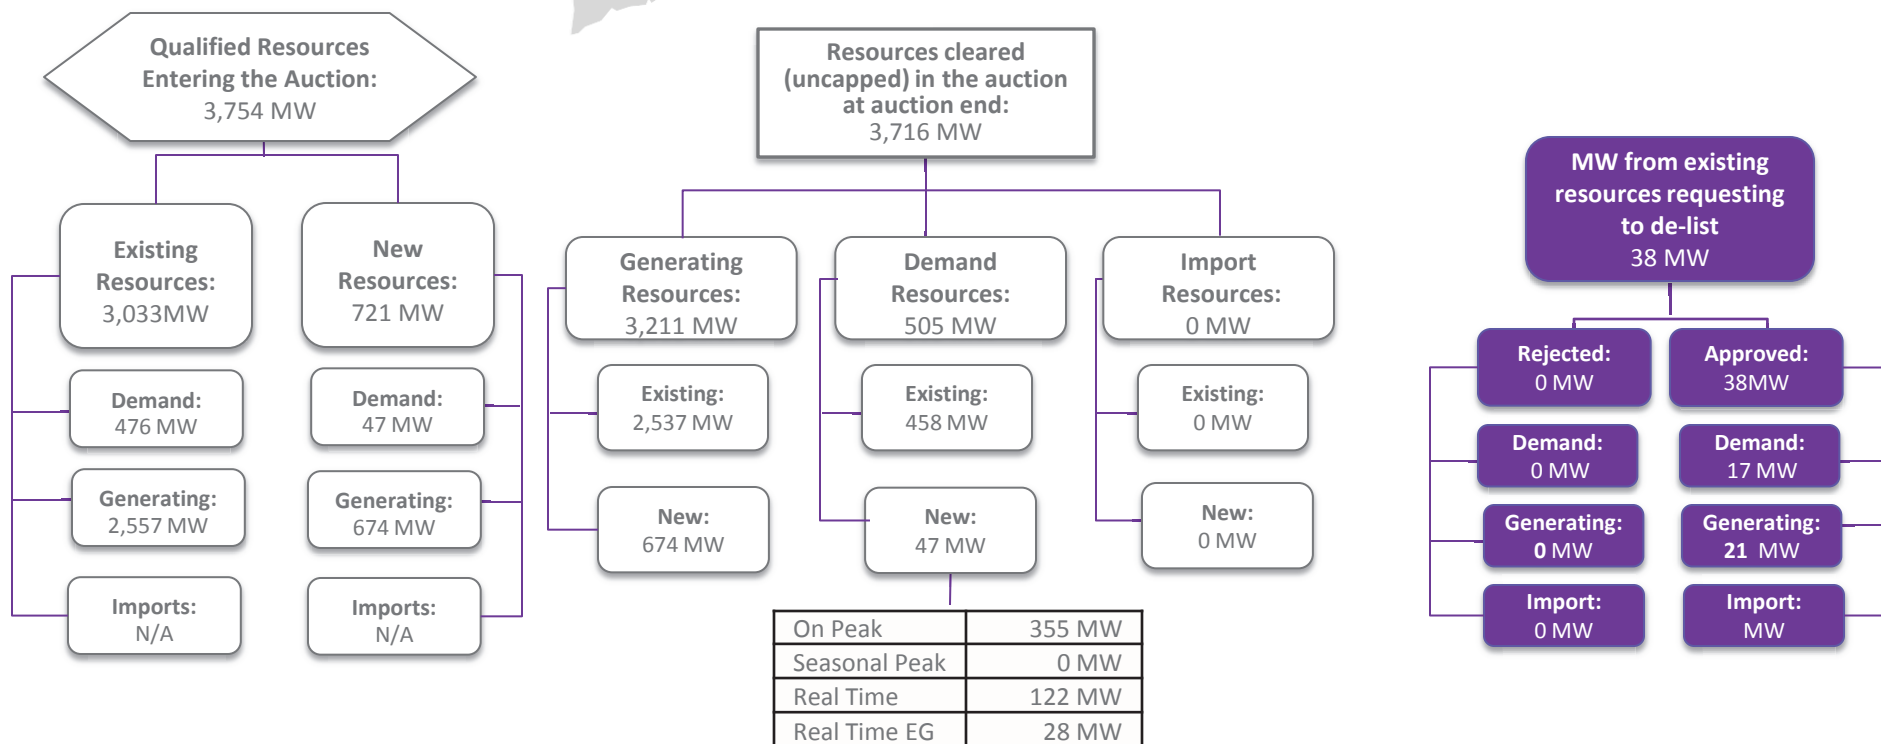 Qualified Resources
Entering the Auction:
3,754 MW
Existing
Resources:
3,033MW
New
Resources:
721 MW
Demand:
476 MW
Demand:
47 MW
Generating:
2,557 MW
Generating:
674 MW
Imports:
N/A
Imports:
N/A
Resources cleared
(uncapped) in the auction
at auction end:
3,716 MW
Generating
Resources:
3,211 MW
Demand
Resources:
505 MW
Import
Resources:
0 MW
Existing:
2,537 MW
Existing:
458 MW
Existing:
0 MW
New:
674 MW
New:
47 MW
New:
0 MW
On Peak 355 MW
Seasonal Peak 0 MW
Real Time 122 MW
Real Time EG 28 MW
MW from existing
resources requesting
to de-list
38 MW
Rejected:
0 MW
Approved:
38MW
Demand:
0 MW
Demand:
17 MW
Generating:
0 MW
Generating:
21 MW
Import:
0 MW
Import:
MW